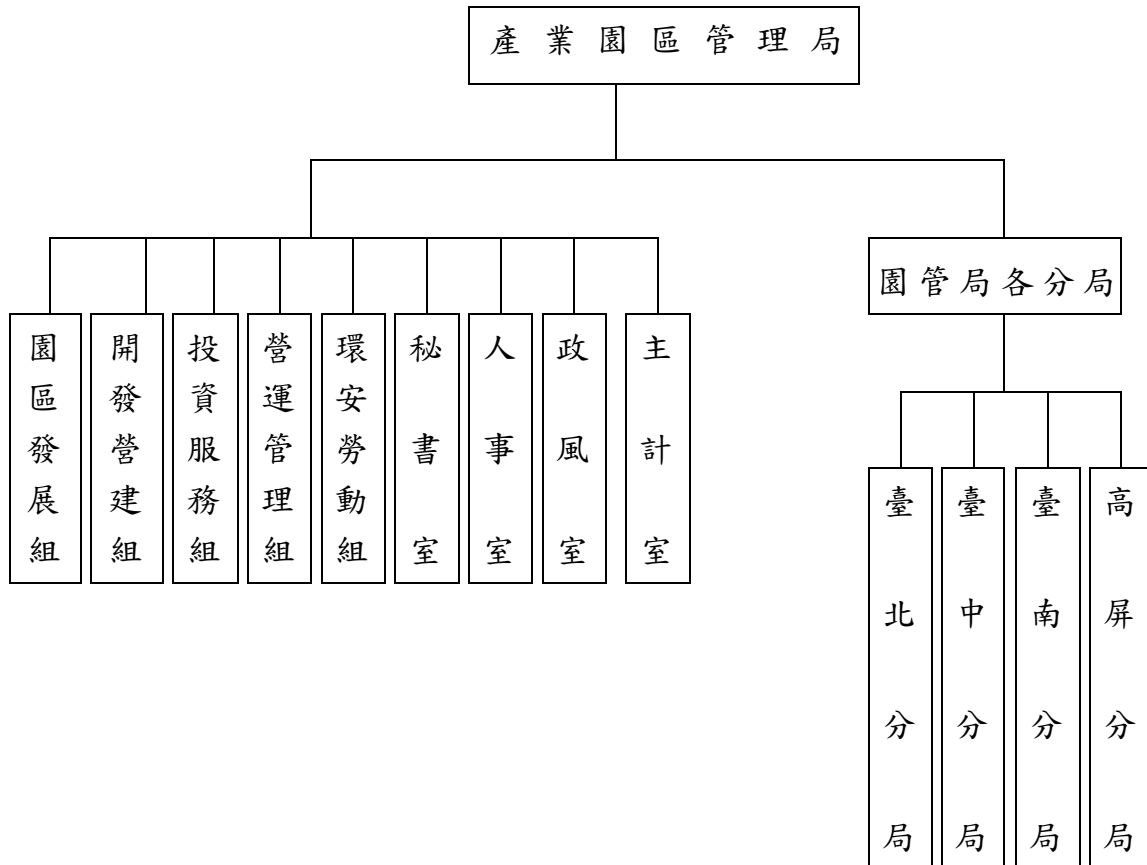 產業園區管理局
園管局各分局
園區發展組
開發營建組
投資服務組
營運管理組
環安勞動組
秘書室
人事室
政風室
主計室
臺北分局
臺中分局
臺南分局
高屏分局